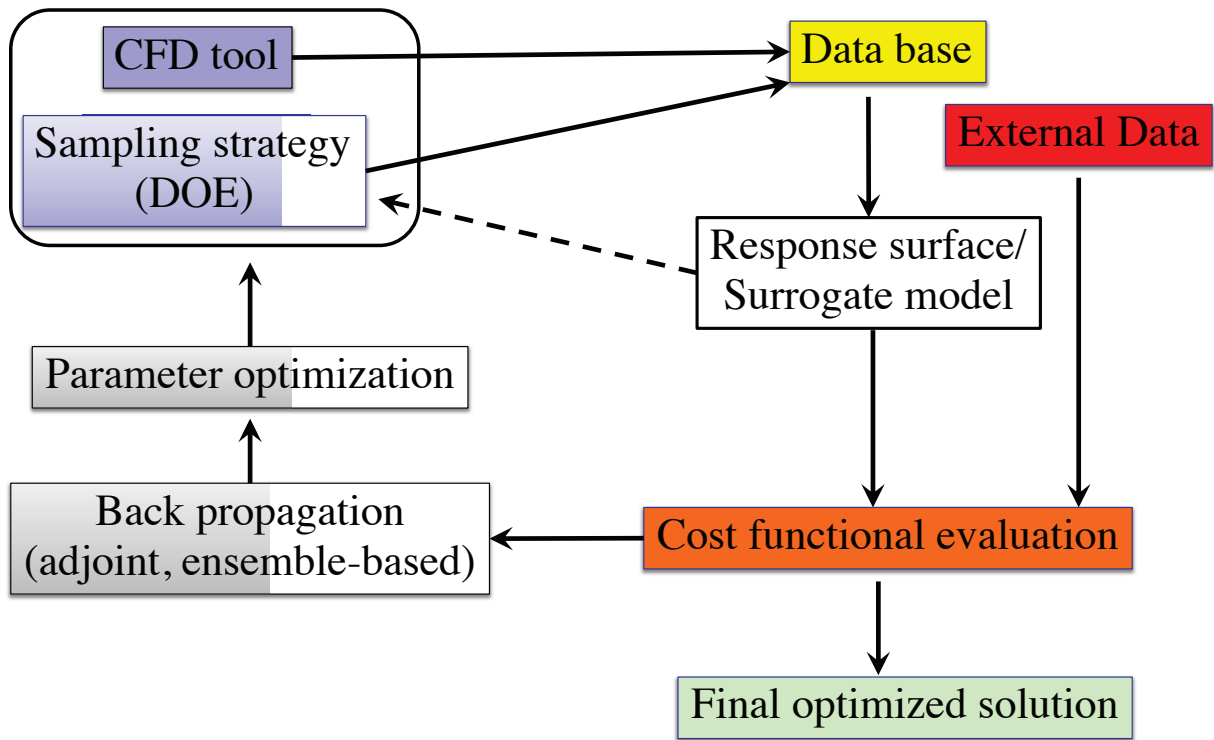 CFD tool
Data base
External Data
Sampling strategy
(DOE)
Response surface/
Surrogate model
Parameter optimization
Back propagation
(adjoint, ensemble-based)
Cost functional evaluation
Final optimized solution